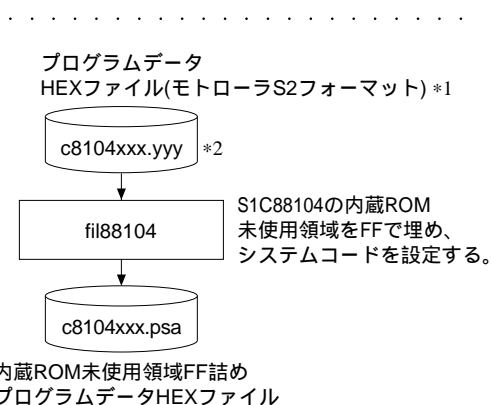 プログラムデータ
HEXファイル(モトローラS2フォーマット) *1
c8104xxx.yyy *2
fil88104
S1C88104の内蔵ROM
未使用領域をFFで埋め、
システムコードを設定する。
c8104xxx.psa
内蔵ROM未使用領域FF詰め
プログラムデータHEXファイル